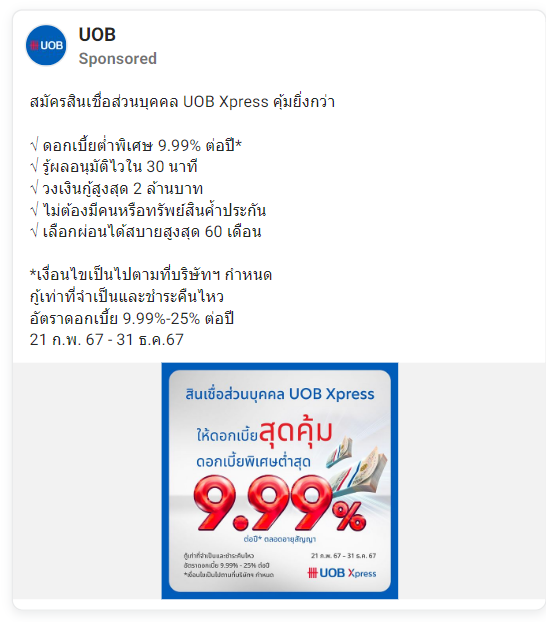 UOB
UOB
Sponsored
สมัครสินเชื่อส่วนบุคคล UOB Xpress คุ้มยิ่งกว่า
√ ดอกเบี้ยต่ำพิเศษ 9.99% ต่อปี*
√ รู้ผลอนุมัติไวใน 30 นาที
√ วงเงินกู้สูงสุด 2 ล้านบาท
√ ไม่ต้องมีคนหรือทรัพย์สินค้ำประกัน
√ เลือกผ่อนได้สบายสูงสุด 60 เดือน
*เงื่อนไขเป็นไปตามที่บริษัทฯ กำหนด
กู้เท่าที่จำเป็นและชำระคืนไหว
อัตราดอกเบี้ย 9.99%-25% ต่อปี
21 ก.พ. 67 - 31 ธ.ค.67
สินเชื่อส่วนบุคคล UOB Xpress
ให้ดอกเบี้ยสุดคุ้ม
ดอกเบี้ยพิเศษต่ำสุด
9.99%
ต่อปี* ตลอดอายุสัญญา
กู้เท่าที่จำเป็นและชำระคืนไหว
อัตราดอกเบี้ย 9.99% - 25% ต่อปี
*เงื่อนไขเป็นไปตามที่บริษัทฯ กำหนด
21 ก.พ. 67 - 31 ธ.ค. 67
UOB Xpress